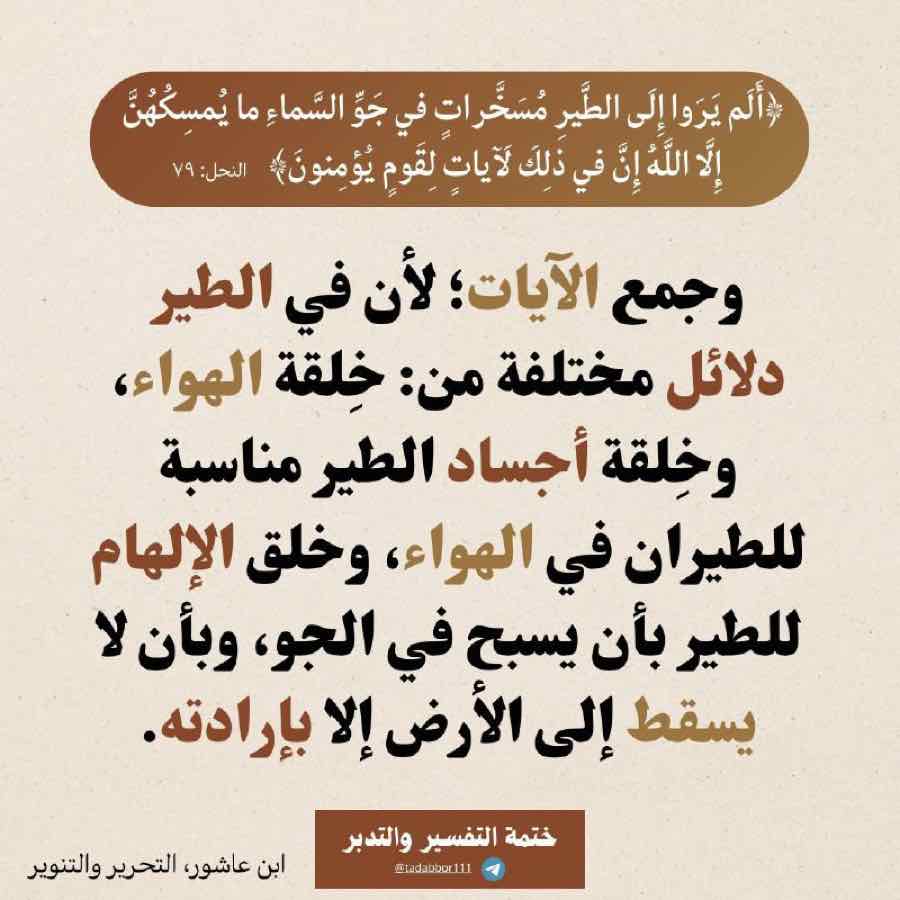 ﴿أَلَم يَرَوا إِلَى الطَّيرِ مُسَخَّراتٍ في جَوِّ السَّماءِ ما يُمسِكُهُنَّ
إِلَّا اللَّهُ إِنَّ في ذلِكَ لَآياتٍ لِقَومٍ يُؤمِنونَ﴾ النحل: ٧٩
وجمع الآيات؛ لأن في الطير
دلائل مختلفة من: خِلقة الهواء،
وخِلقة أجساد الطير مناسبة
للطيران في الهواء، وخلق الإلهام
للطير بأن يسبح في الجو، وبأن لا
يسقط إلى الأرض إلا بإرادته.
ختمة التفسير والتدبر
@tadabbor111
ابن عاشور، التحرير والتنوير